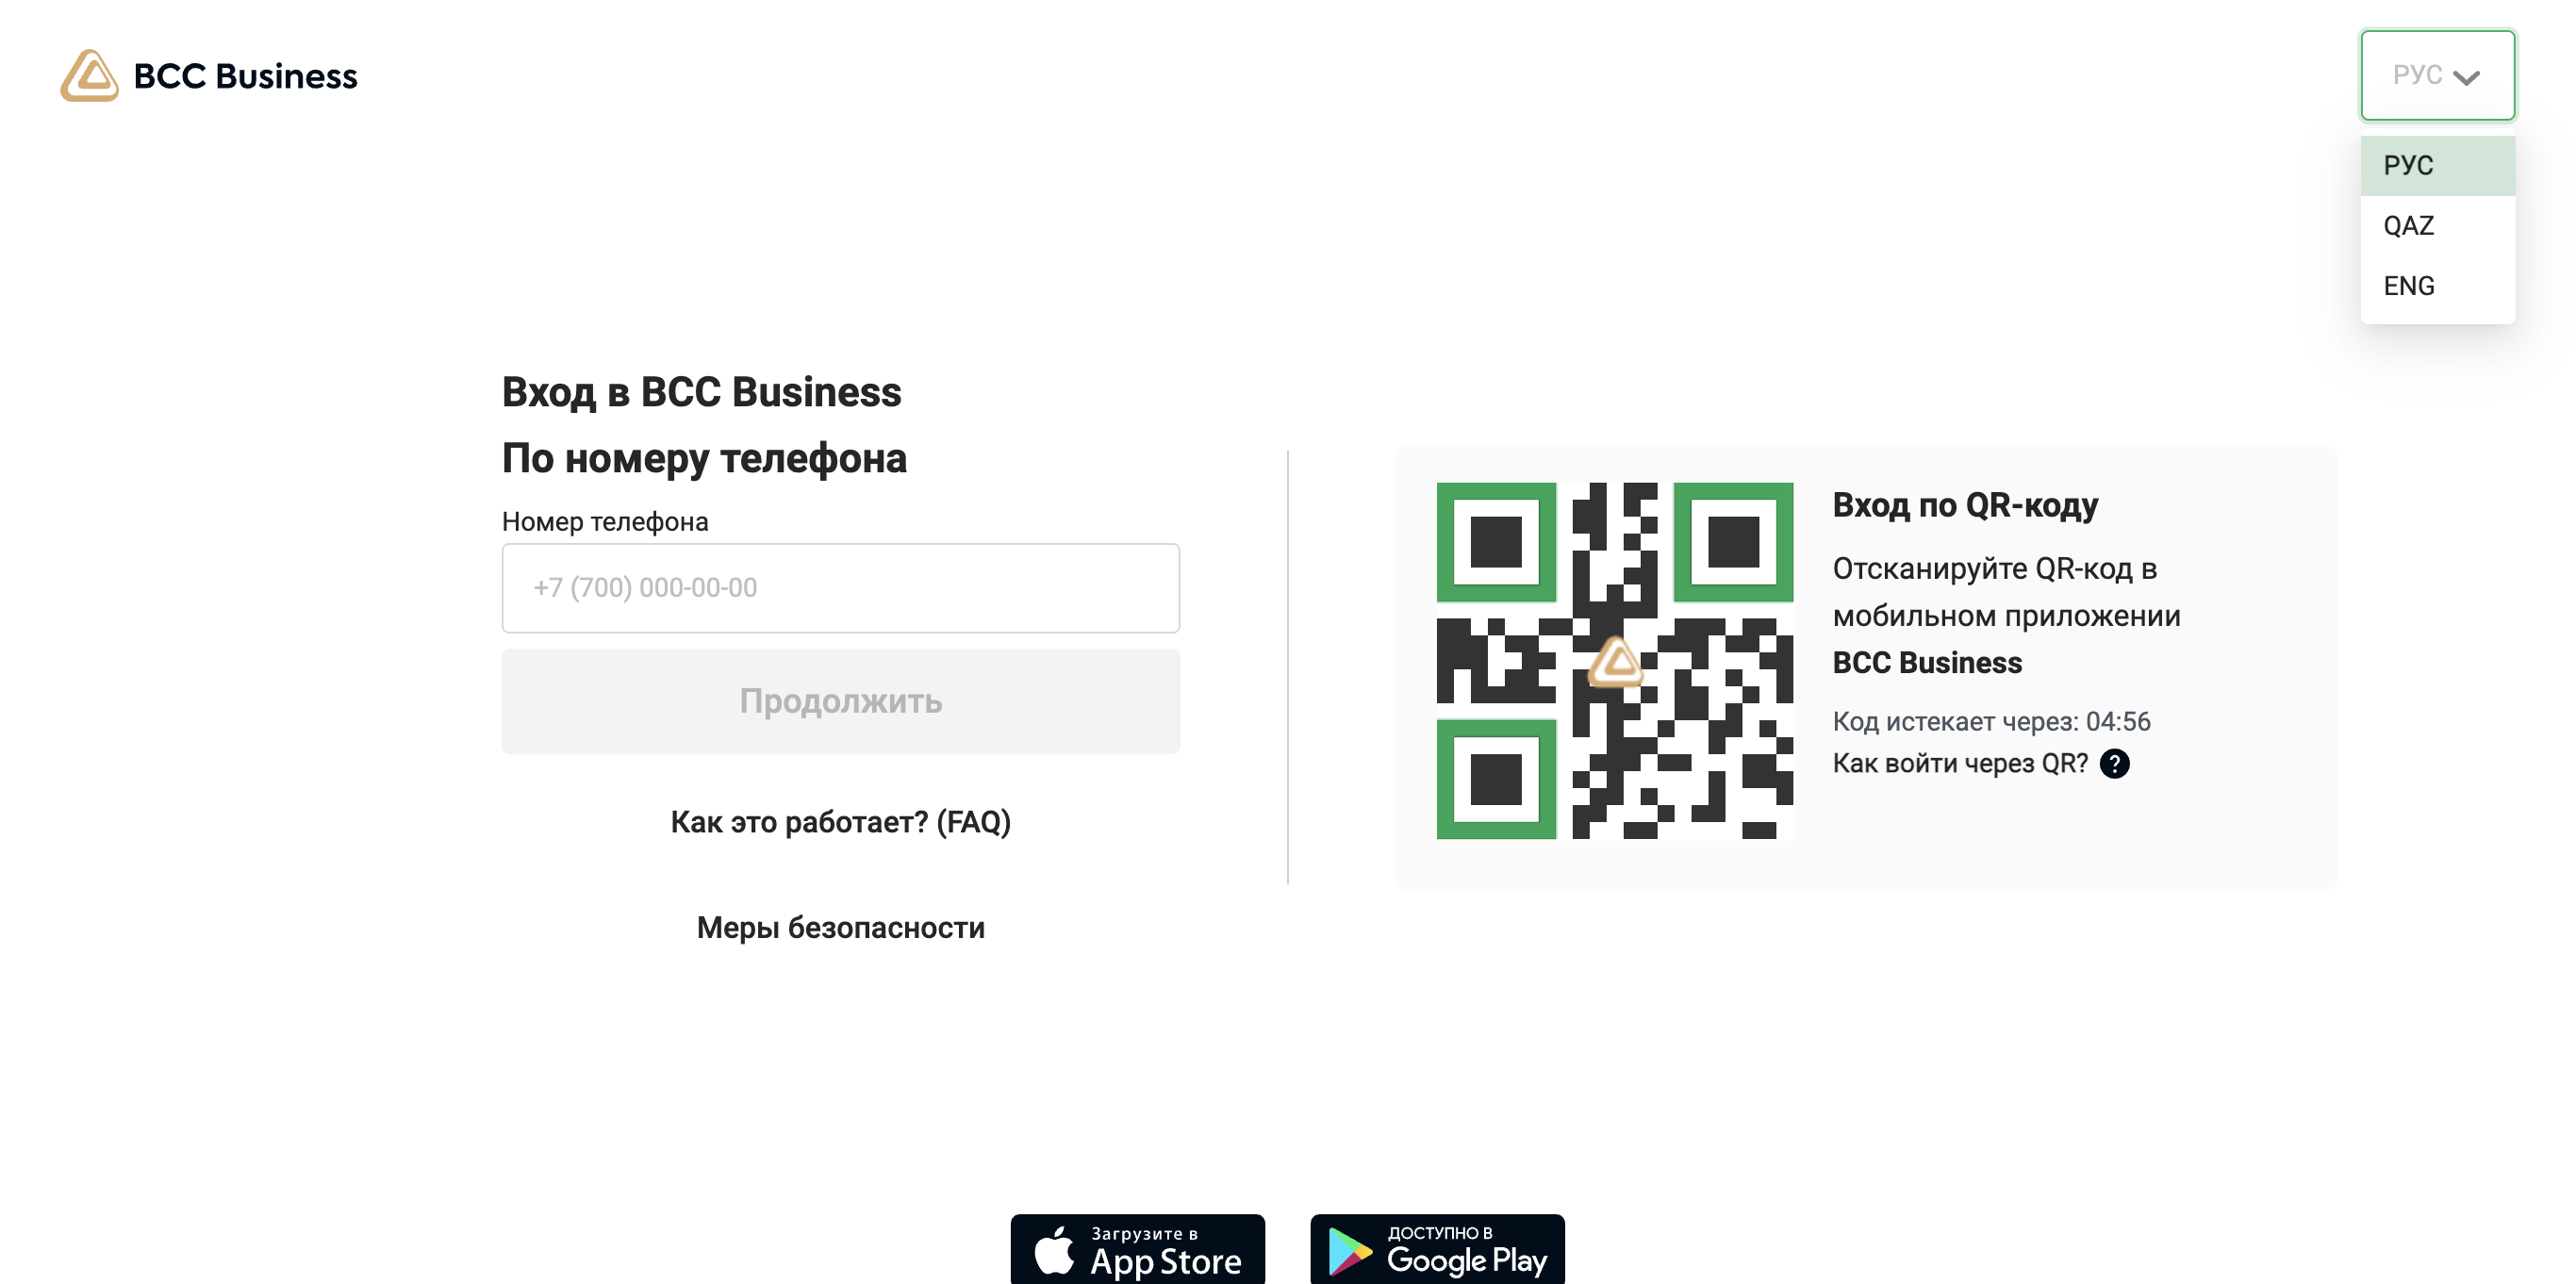 BCC Business
РУС
РУС
QAZ
ENG
Вход в BCC Business
По номеру телефона
Номер телефона
+7 (700) 000-00-00
Продолжить
Как это работает? (FAQ)
Меры безопасности
Вход по QR-коду
Отсканируйте QR-код в
мобильном приложении
BCC Business
Код истекает через: 04:56
Как войти через QR? ?
Загрузите в
App Store
ДОСТУПНО В
Google Play